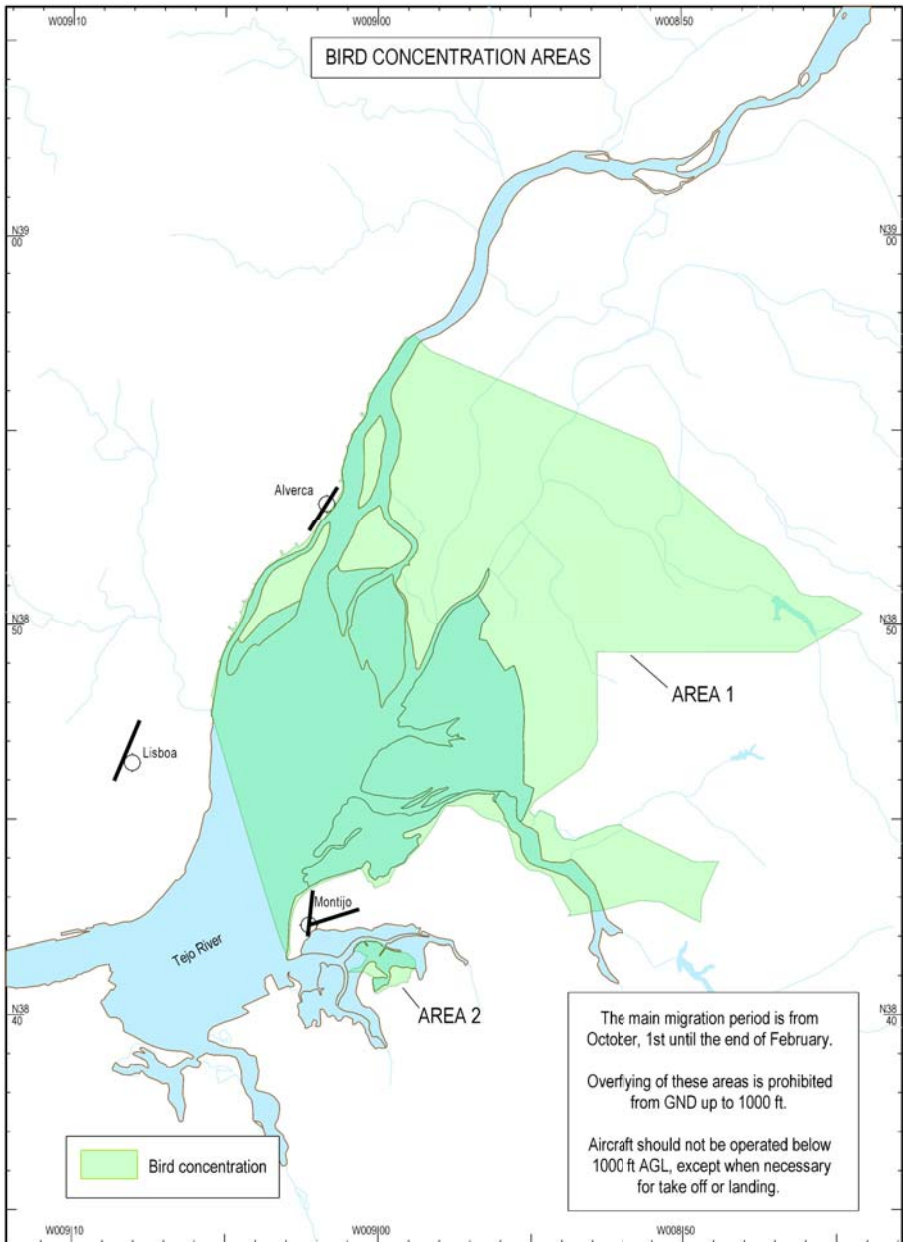 W009 10
W009 00
W008 50
BIRD CONCENTRATION AREAS
N39
00
N39
00
Alverca
N38
50
N38
50
AREA 1
Lisboa
Montijo
Tejo River
N38
40
N38
40
AREA 2
The main migration period is from
October, 1st until the end of February.
Overflying of these areas is prohibited
from GND up to 1000 ft.
Aircraft should not be operated below
1000 ft AGL, except when necessary
for take off or landing.
Bird concentration
W009 10
W009 00
W008 50